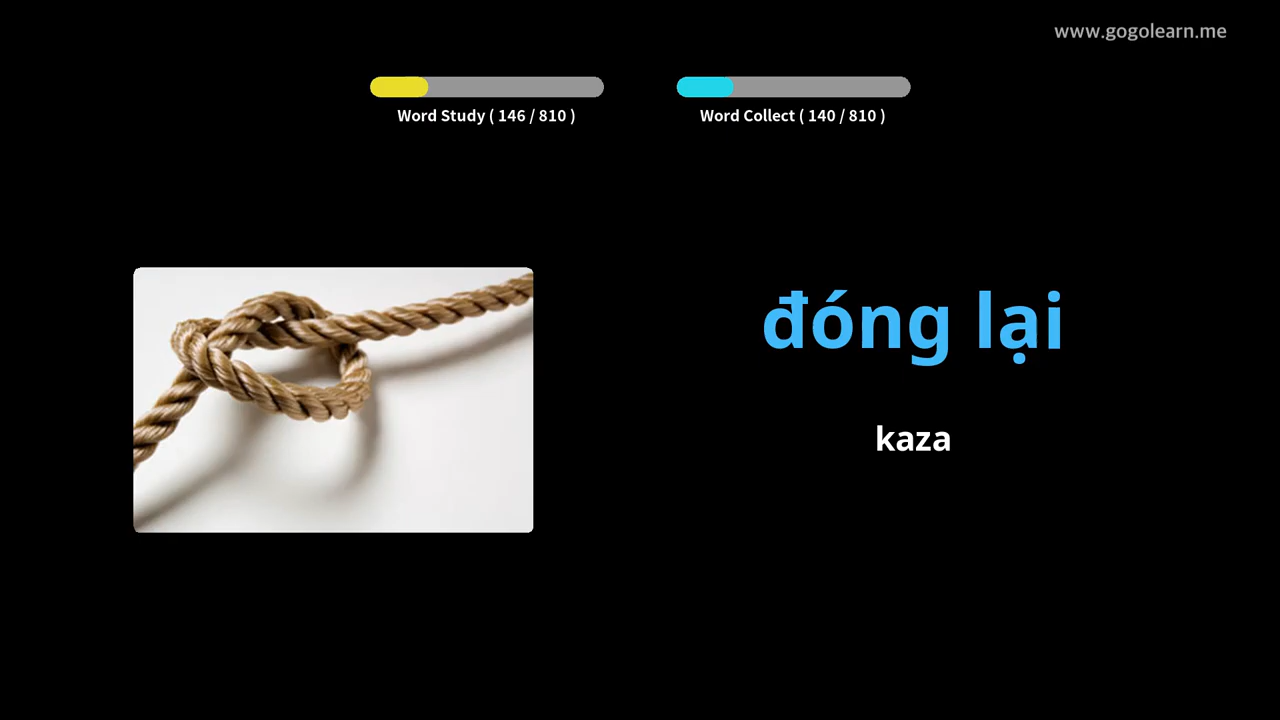 www.gogolearn.me
Word Study ( 146 / 810 )
Word Collect ( 140 / 810 )
đóng lại
kaza